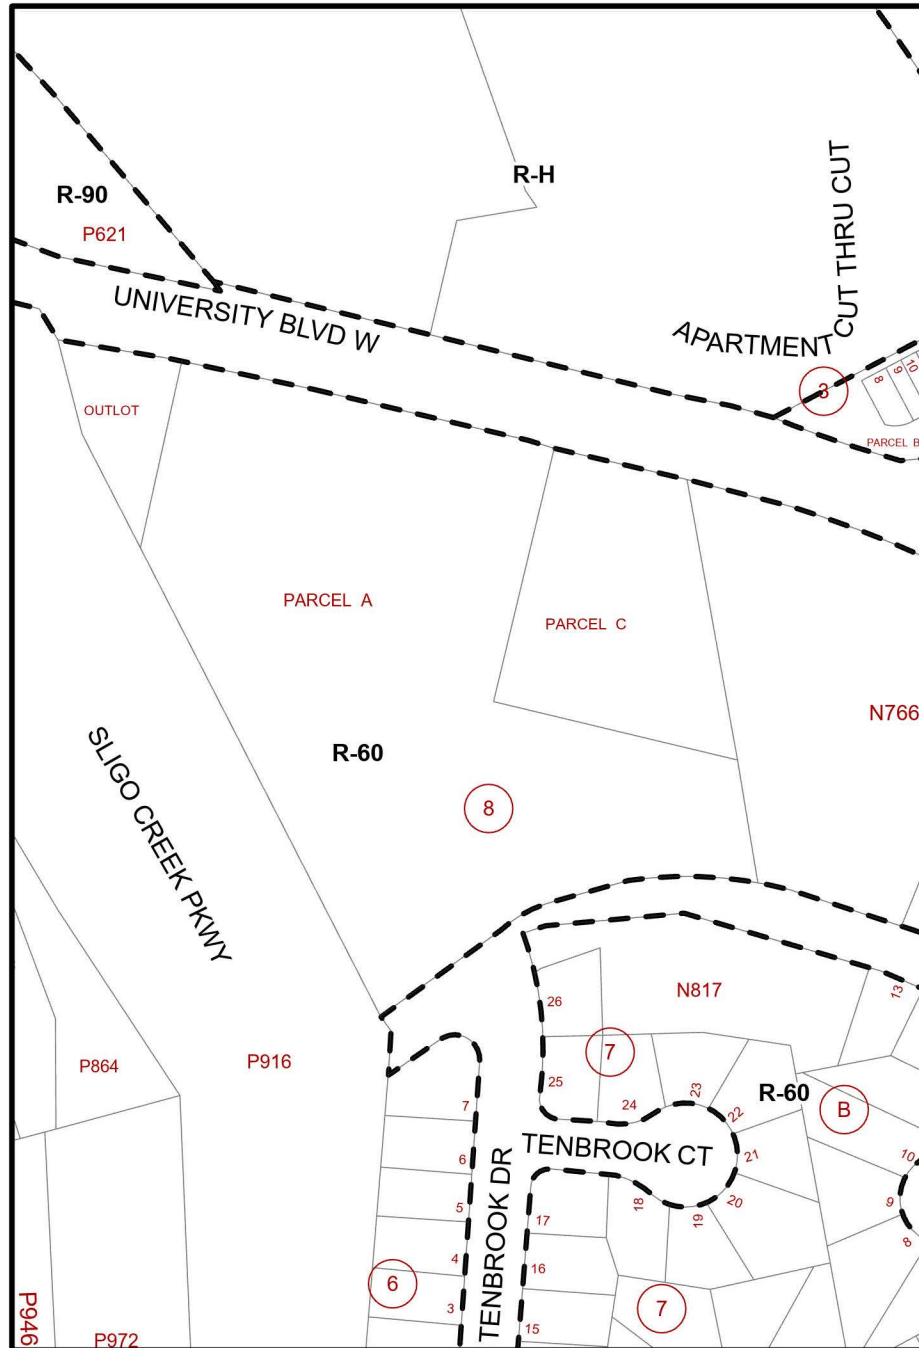 R-H
R-90
P621
UNIVERSITY BLVD W
APARTMENT
CUT THRU CUT
3
8
9
10
PARCEL B
OUTLOT
PARCEL A
PARCEL C
N766
R-60
8
SLIGO CREEK PKWY
N817
13
26
7
25
24
23
22
R-60
B
P864
P916
7
6
5
4
3
6
TENBROOK DR
TENBROOK CT
21
20
19
18
17
16
15
7
10
9
8
P946
P972